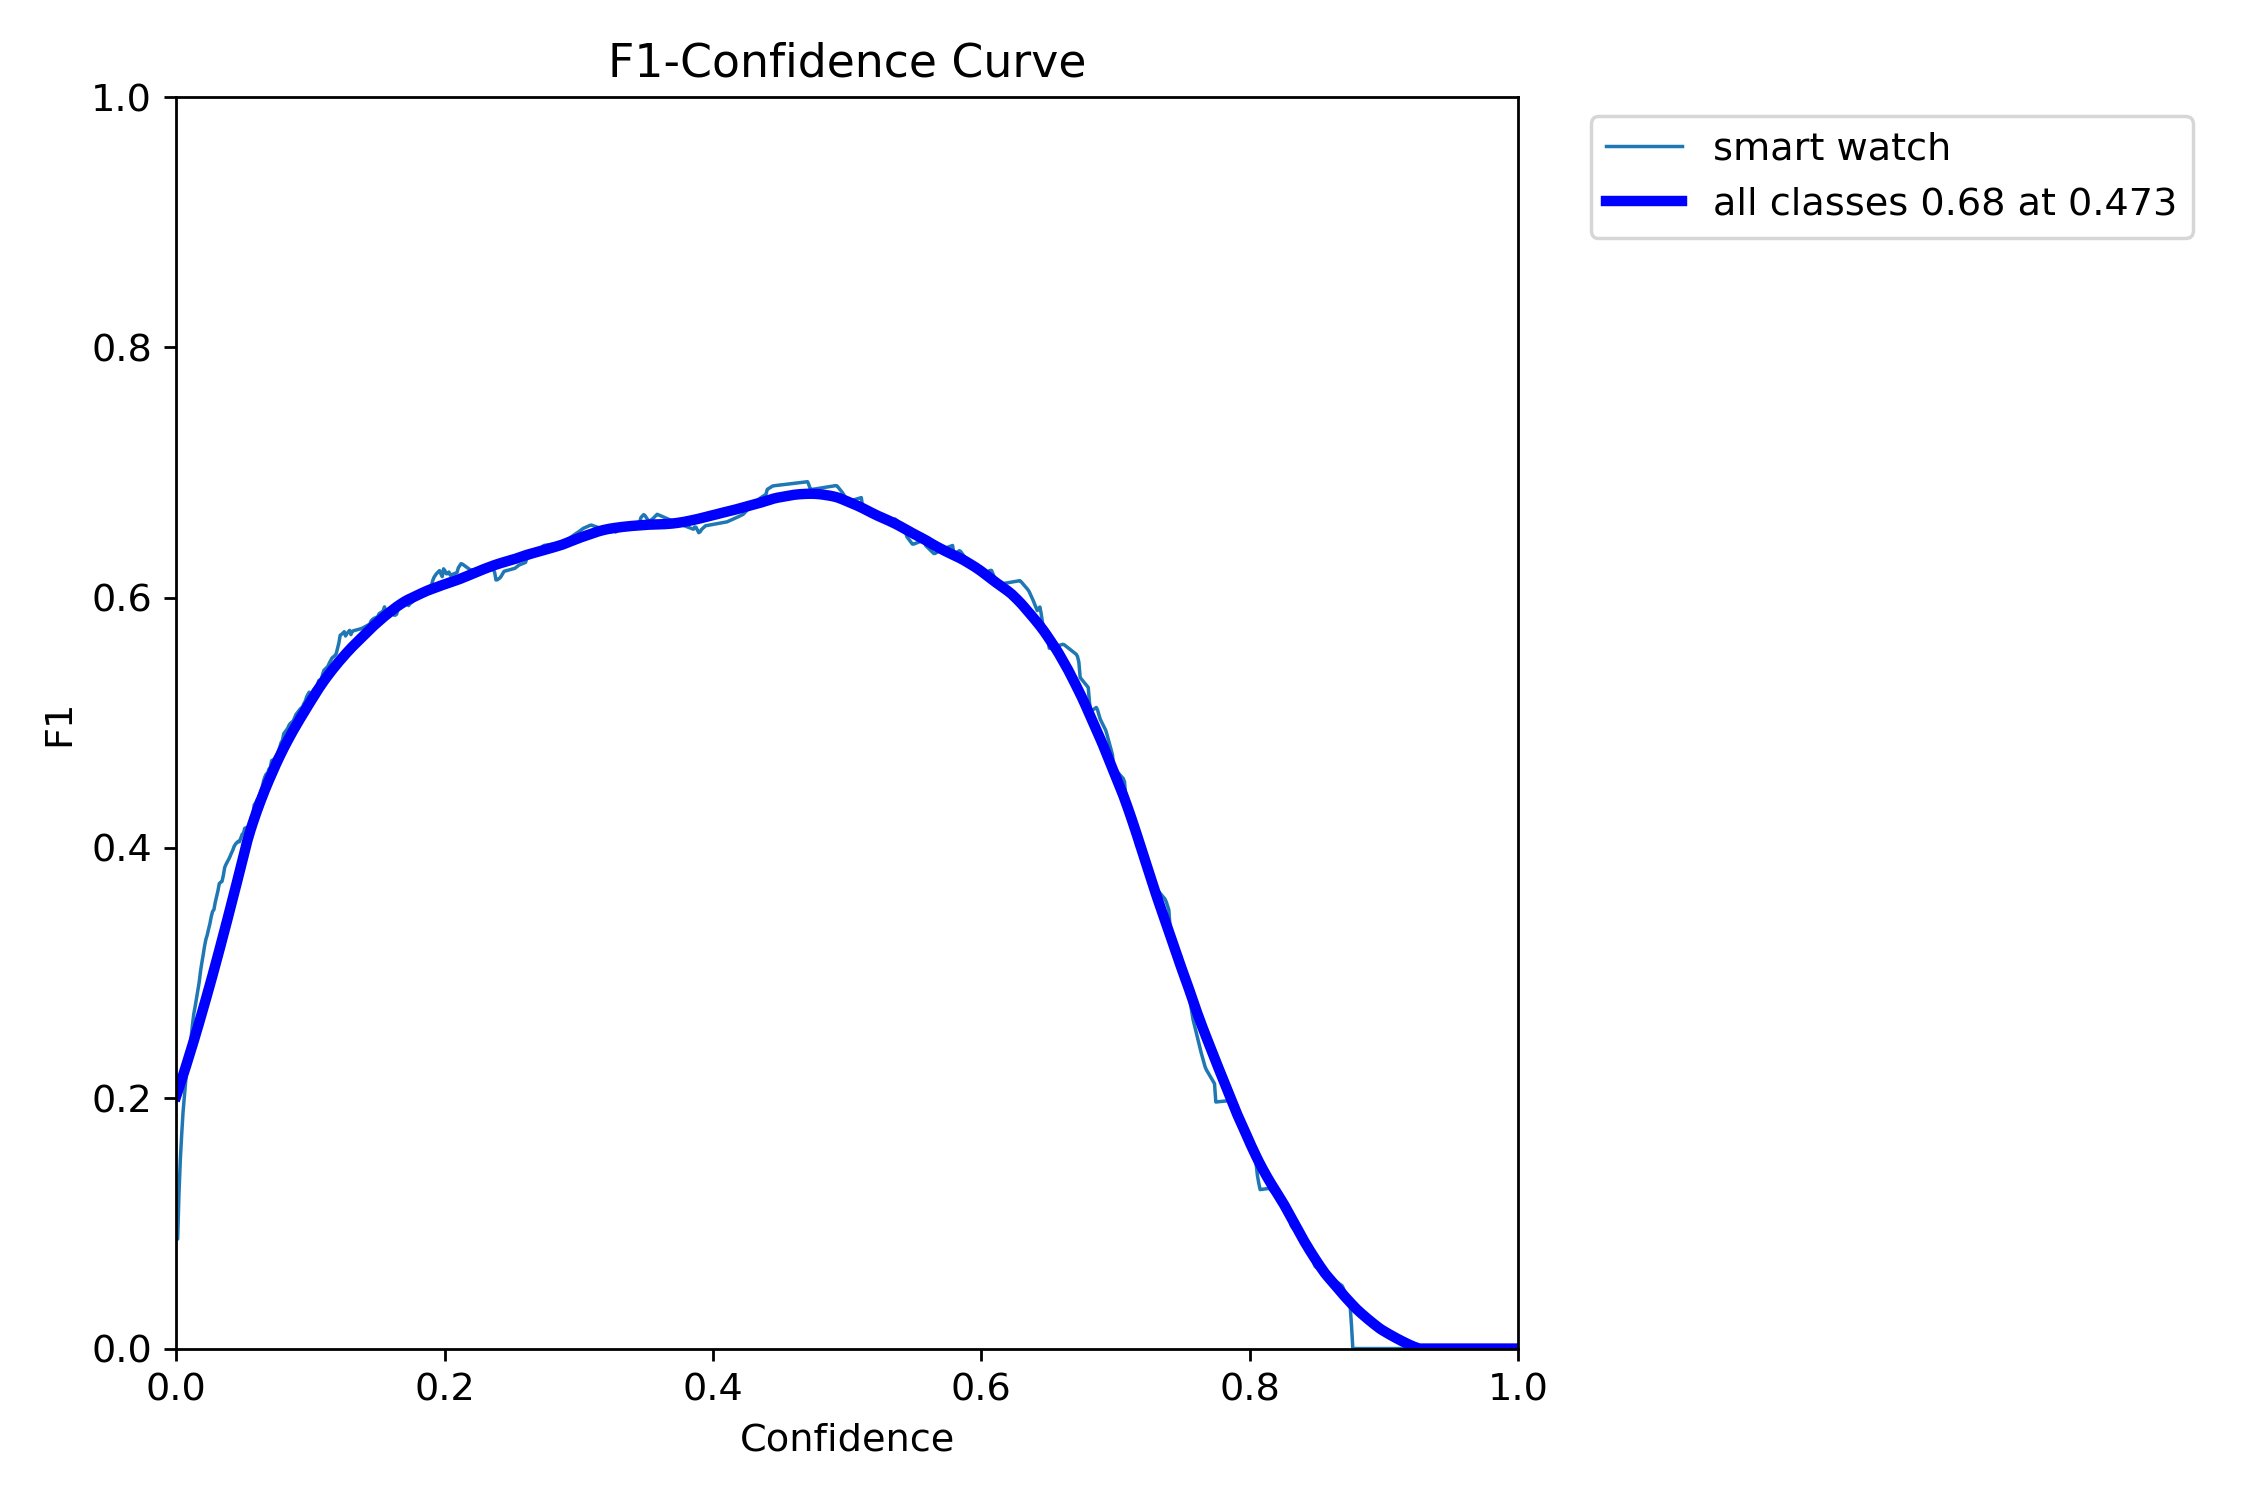 F1-Confidence Curve
smart watch
all classes 0.68 at 0.473
1.0
0.8
0.6
0.4
0.2
0.0
F1
0.0 0.2 0.4 0.6 0.8 1.0
Confidence